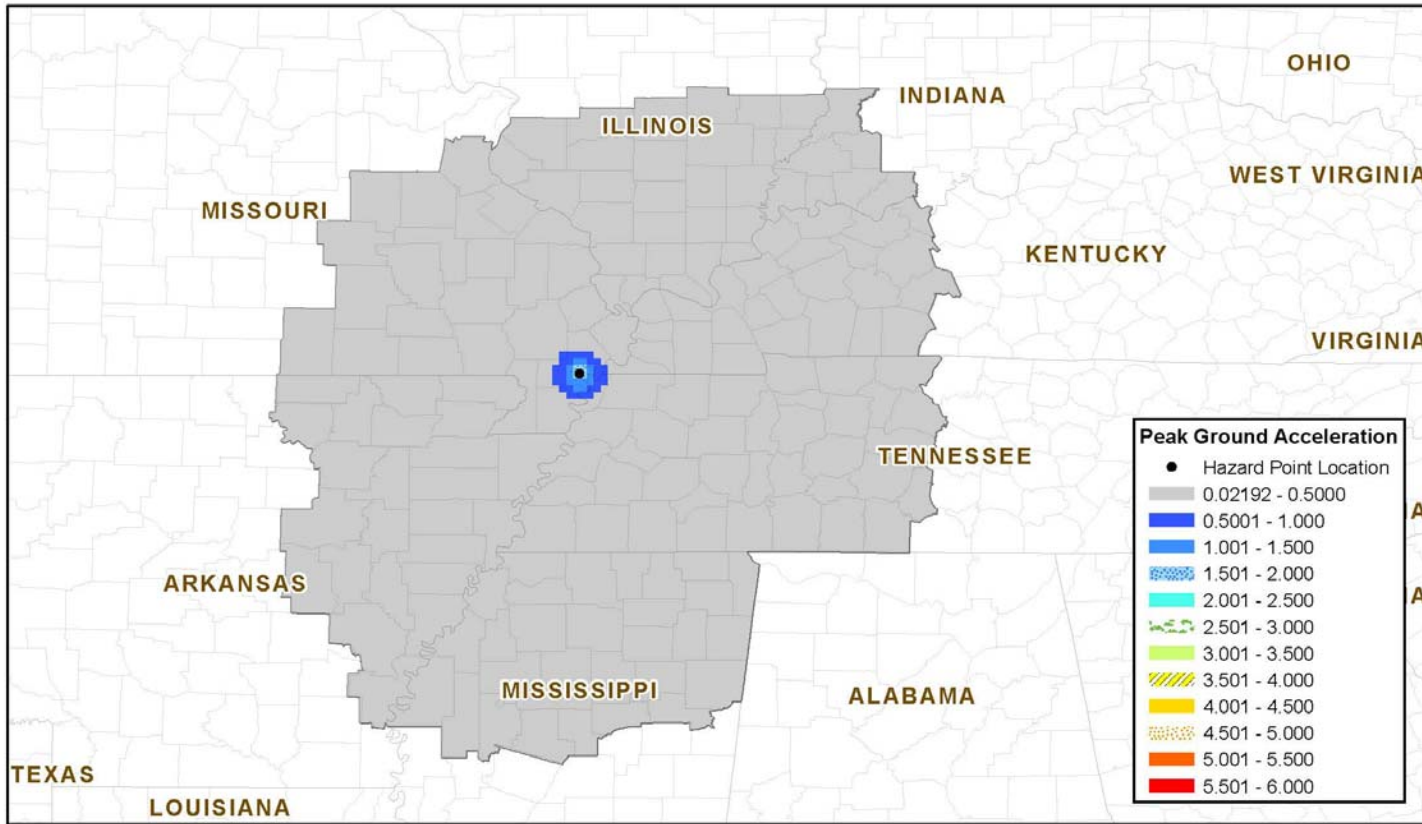 OHIO
INDIANA
ILLINOIS
WEST VIRGINIA
MISSOURI
KENTUCKY
VIRGINIA
TENNESSEE
ARKANSAS
MISSISSIPPI
ALABAMA
TEXAS
LOUISIANA
Peak Ground Acceleration
Hazard Point Location
0.02192 - 0.5000
0.5001 - 1.000
1.001 - 1.500
1.501 - 2.000
2.001 - 2.500
2.501 - 3.000
3.001 - 3.500
3.501 - 4.000
4.001 - 4.500
4.501 - 5.000
5.001 - 5.500
5.501 - 6.000
A
A